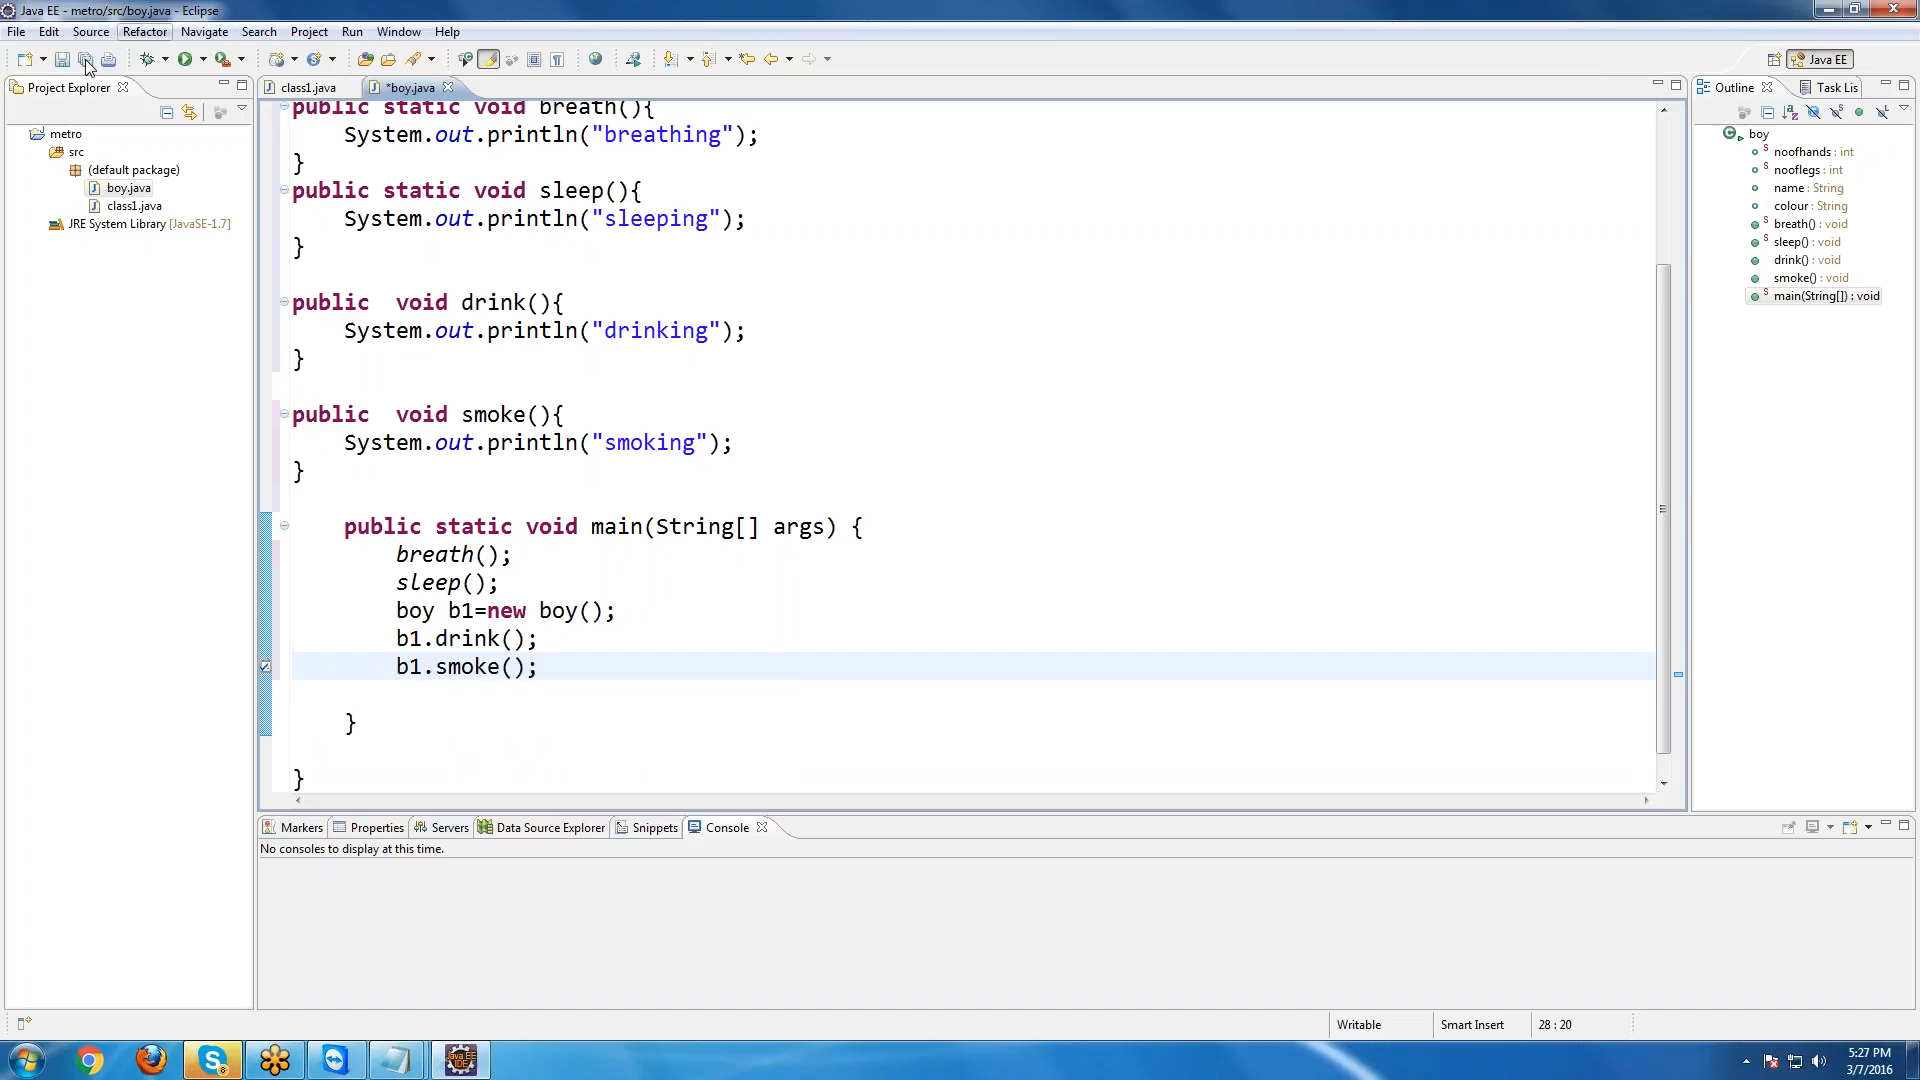 Java EE - metro/src/boy.java - Eclipse
File Edit Source Refactor Navigate Search Project Run Window Help
Java EE
Project Explorer
class1.java
*boy.java
Outline
Task Lis
metro
src
(default package)
boy.java
class1.java
JRE System Library [JavaSE-1.7]
public static void breath(){
System.out.println("breathing");
}
public static void sleep(){
System.out.println("sleeping");
}
public  void drink(){
System.out.println("drinking");
}
public  void smoke(){
System.out.println("smoking");
}
public static void main(String[] args) {
breath();
sleep();
boy b1=new boy();
b1.drink();
b1.smoke();
}
}
boy
noofhands : int
nooflegs : int
name : String
colour : String
breath() : void
sleep() : void
drink() : void
smoke() : void
main(String[]) : void
Markers Properties Servers Data Source Explorer Snippets Console
No consoles to display at this time.
Writable
Smart Insert
28 : 20
5:27 PM
3/7/2016